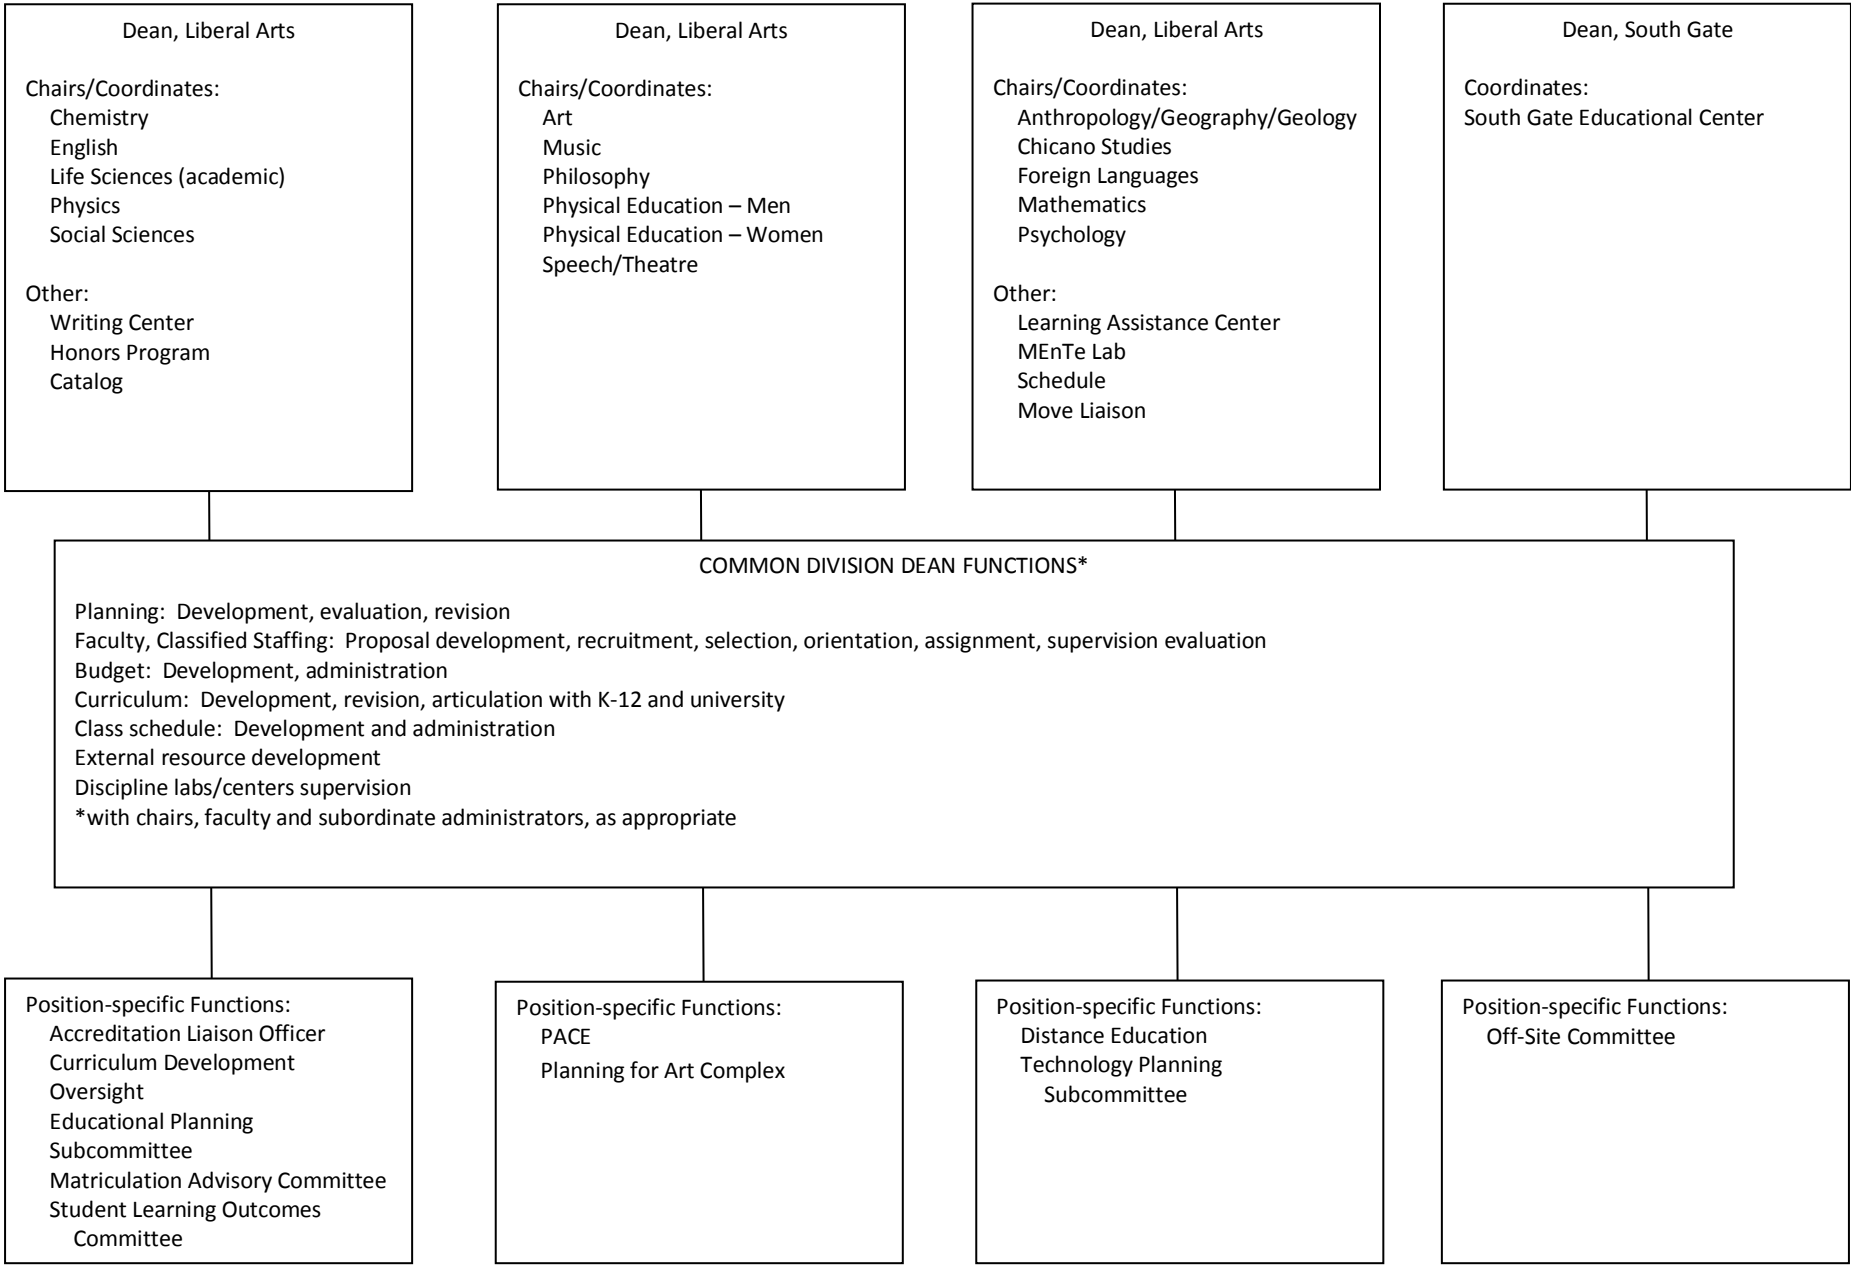 Dean, Liberal Arts
Chairs/Coordinates:
Chemistry
English
Life Sciences (academic)
Physics
Social Sciences
Other:
Writing Center
Honors Program
Catalog
Dean, Liberal Arts
Chairs/Coordinates:
Art
Music
Philosophy
Physical Education – Men
Physical Education – Women
Speech/Theatre
Dean, Liberal Arts
Chairs/Coordinates:
Anthropology/Geography/Geology
Chicano Studies
Foreign Languages
Mathematics
Psychology
Other:
Learning Assistance Center
MEnTe Lab
Schedule
Move Liaison
Dean, South Gate
Coordinates:
South Gate Educational Center
COMMON DIVISION DEAN FUNCTIONS*
Planning: Development, evaluation, revision
Faculty, Classified Staffing: Proposal development, recruitment, selection, orientation, assignment, supervision evaluation
Budget: Development, administration
Curriculum: Development, revision, articulation with K-12 and university
Class schedule: Development and administration
External resource development
Discipline labs/centers supervision
*with chairs, faculty and subordinate administrators, as appropriate
Position-specific Functions:
Accreditation Liaison Officer
Curriculum Development
Oversight
Educational Planning
Subcommittee
Matriculation Advisory Committee
Student Learning Outcomes
Committee
Position-specific Functions:
PACE
Planning for Art Complex
Position-specific Functions:
Distance Education
Technology Planning
Subcommittee
Position-specific Functions:
Off-Site Committee